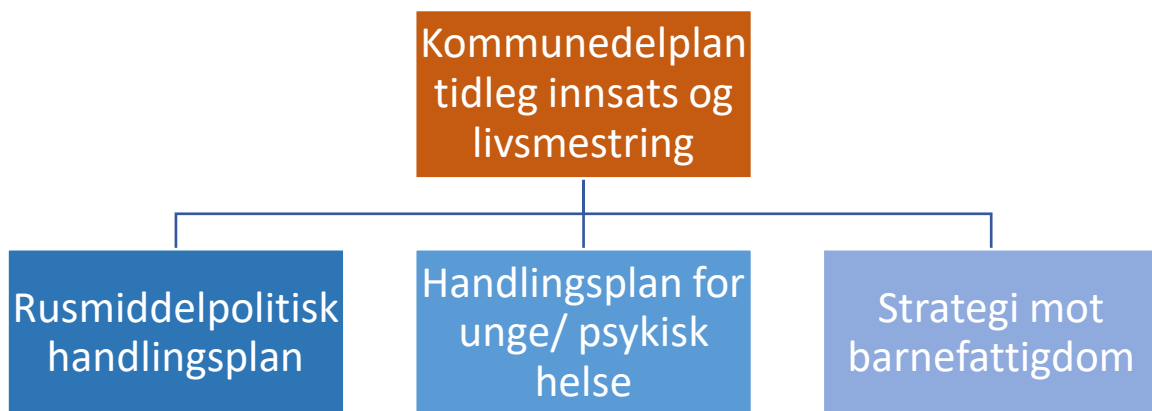 Kommunedelplan
tidleg innsats og
livsmestring
Rusmiddelpolitisk
handlingsplan
Handlingsplan for
unge/ psykisk
helse
Strategi mot
barnefattigdom